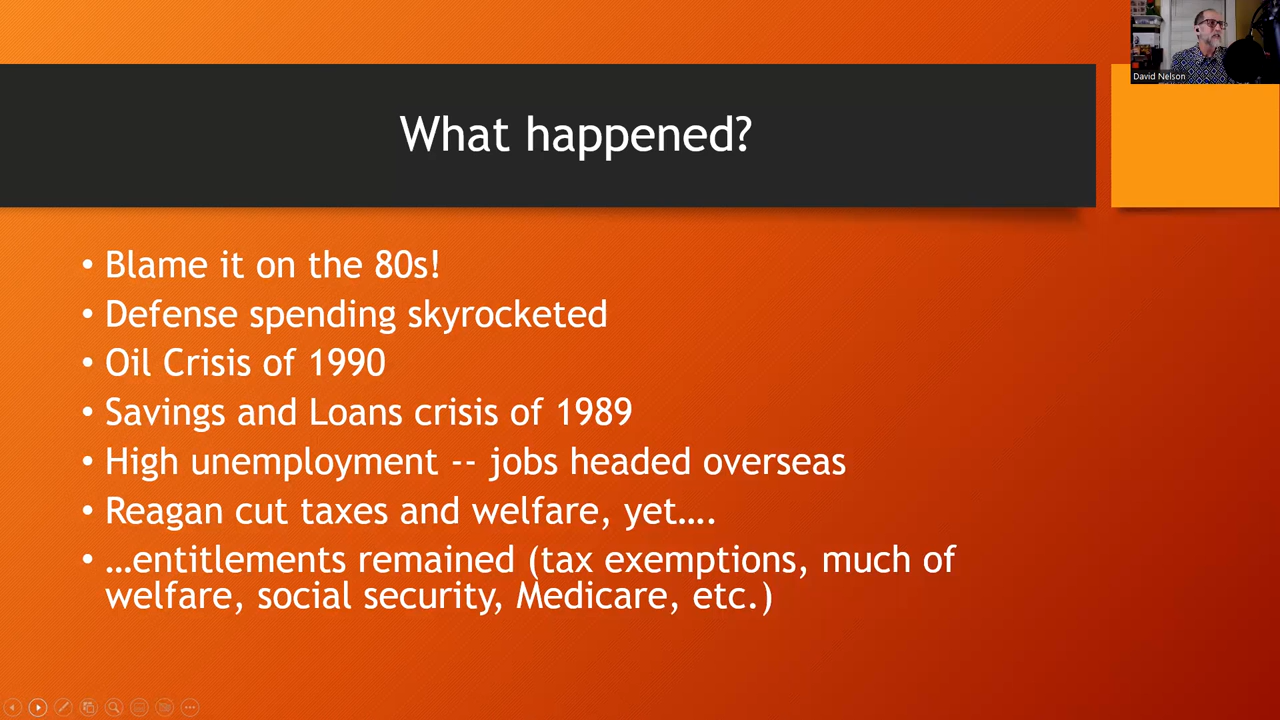 David Nelson
What happened?
• Blame it on the 80s!
• Defense spending skyrocketed
• Oil Crisis of 1990
• Savings and Loans crisis of 1989
• High unemployment -- jobs headed overseas
• Reagan cut taxes and welfare, yet….
• …entitlements remained (tax exemptions, much of
welfare, social security, Medicare, etc.)